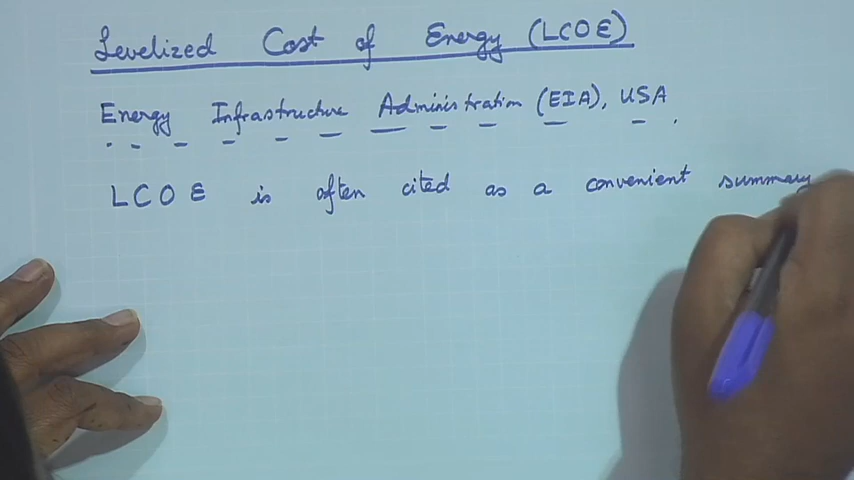 Levelized Cost of Energy (LCOE)
Energy Infrastructure Administration (EIA), USA.
LCOE is often cited as a convenient summary